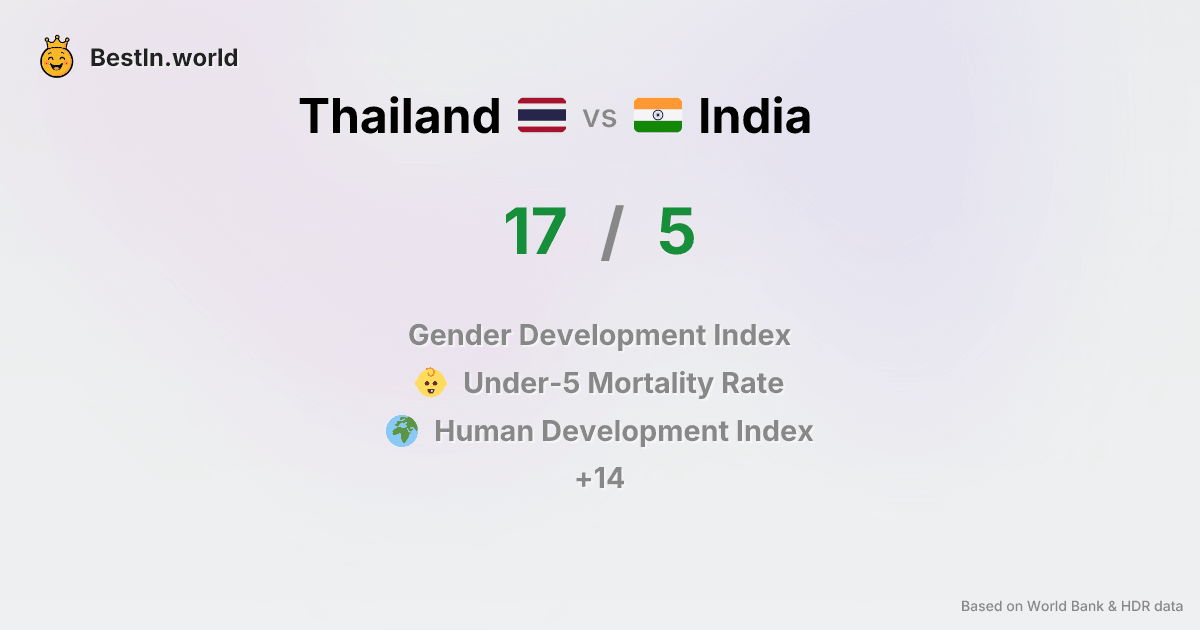 BestIn.world
Thailand vs India
17 / 5
Gender Development Index
Under-5 Mortality Rate
Human Development Index
+14
Based on World Bank & HDR data